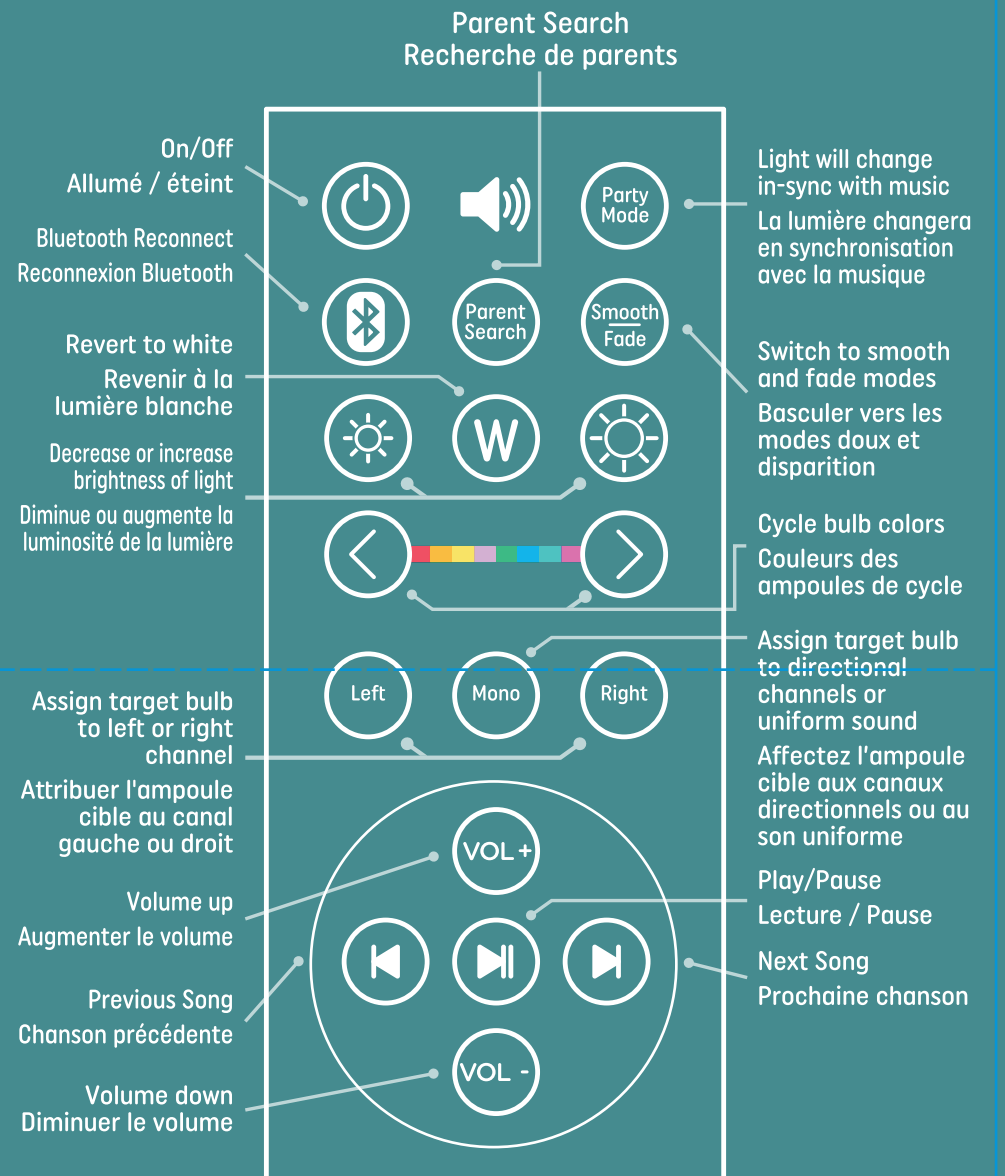 Parent Search
Recherche de parents
On/Off
Allumé / éteint
Bluetooth Reconnect
Reconnexion Bluetooth
Revert to white
Revenir à la
lumière blanche
Decrease or increase
brightness of light
Diminue ou augmente la
luminosité de la lumière
Assign target bulb
to left or right
channel
Attribuer l'ampoule
cible au canal
gauche ou droit
Volume up
Augmenter le volume
Previous Song
Chanson précédente
Volume down
Diminuer le volume
Party
Mode
Parent
Search
Smooth
Fade
W
Left
Mono
Right
VOL +
VOL -
Light will change
in-sync with music
La lumière changera
en synchronisation
avec la musique
Switch to smooth
and fade modes
Basculer vers les
modes doux et
disparition
Cycle bulb colors
Couleurs des
ampoules de cycle
Assign target bulb
to directional
channels or
uniform sound
Affectez l'ampoule
cible aux canaux
directionnels ou au
son uniforme
Play/Pause
Lecture / Pause
Next Song
Prochaine chanson